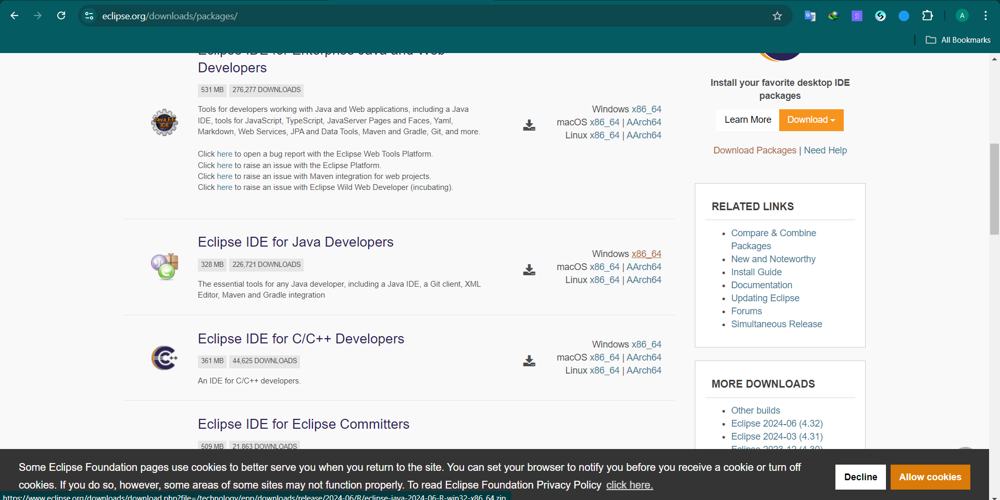 eclipse.org/downloads/packages/
A
All Bookmarks
Eclipse IDE for Enterprise Java and Web
Developers
531 MB 276,277 DOWNLOADS
Java EE
IDE
Tools for developers working with Java and Web applications, including a Java
IDE, tools for JavaScript, TypeScript, JavaServer Pages and Faces, Yaml,
Markdown, Web Services, JPA and Data Tools, Maven and Gradle, Git, and more.
Click here to open a bug report with the Eclipse Web Tools Platform.
Click here to raise an issue with the Eclipse Platform.
Click here to raise an issue with Maven integration for web projects.
Click here to raise an issue with Eclipse Wild Web Developer (incubating).
Windows x86_64
macOS x86_64 | AArch64
Linux x86_64 | AArch64
Eclipse IDE for Java Developers
328 MB 226,721 DOWNLOADS
The essential tools for any Java developer, including a Java IDE, a Git client, XML
Editor, Maven and Gradle integration
Windows x86_64
macOS x86_64 | AArch64
Linux x86_64 | AArch64
Eclipse IDE for C/C++ Developers
C++
361 MB 44,625 DOWNLOADS
An IDE for C/C++ developers.
Windows x86_64
macOS x86_64 | AArch64
Linux x86_64 | AArch64
Eclipse IDE for Eclipse Committers
509 MB 21,863 DOWNLOADS
Install your favorite desktop IDE
packages
Learn More Download
Download Packages | Need Help
RELATED LINKS
Compare & Combine
Packages
New and Noteworthy
Install Guide
Documentation
Updating Eclipse
Forums
Simultaneous Release
MORE DOWNLOADS
Other builds
Eclipse 2024-06 (4.32)
Eclipse 2024-03 (4.31)
Eclipse 2023-12 (4.30)
Some Eclipse Foundation pages use cookies to better serve you when you return to the site. You can set your browser to notify you before you receive a cookie or turn off
cookies. If you do so, however, some areas of some sites may not function properly. To read Eclipse Foundation Privacy Policy click here.
Decline Allow cookies
https://www.eclipse.org/downloads/download.php?file=/technology/epp/downloads/release/2024-06/R/eclipse-java-2024-06-R-win32-x86_64.zip